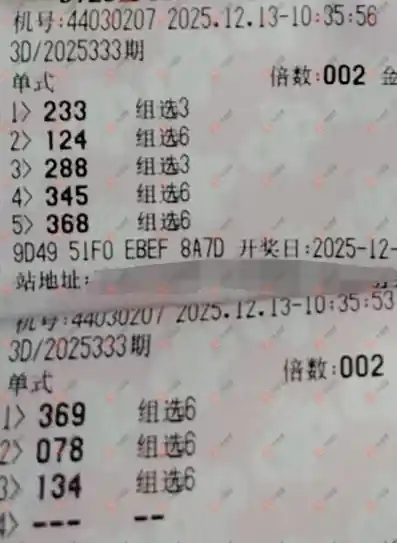 机号:44030207 2025.12.13-10:35:56
3D/2025333期
单式 倍数:002 金
1> 233 组选3
2> 124 组选6
3> 288 组选3
4> 345 组选6
5> 368 组选6
9D49 51F0 EBEF 8A7D 开奖日:2025-12-
站地址:
机号:44030207 2025.12.13-10:35:53
3D/2025333期
单式 倍数:002
1> 369 组选6
2> 078 组选6
3> 134 组选6
4> --- --